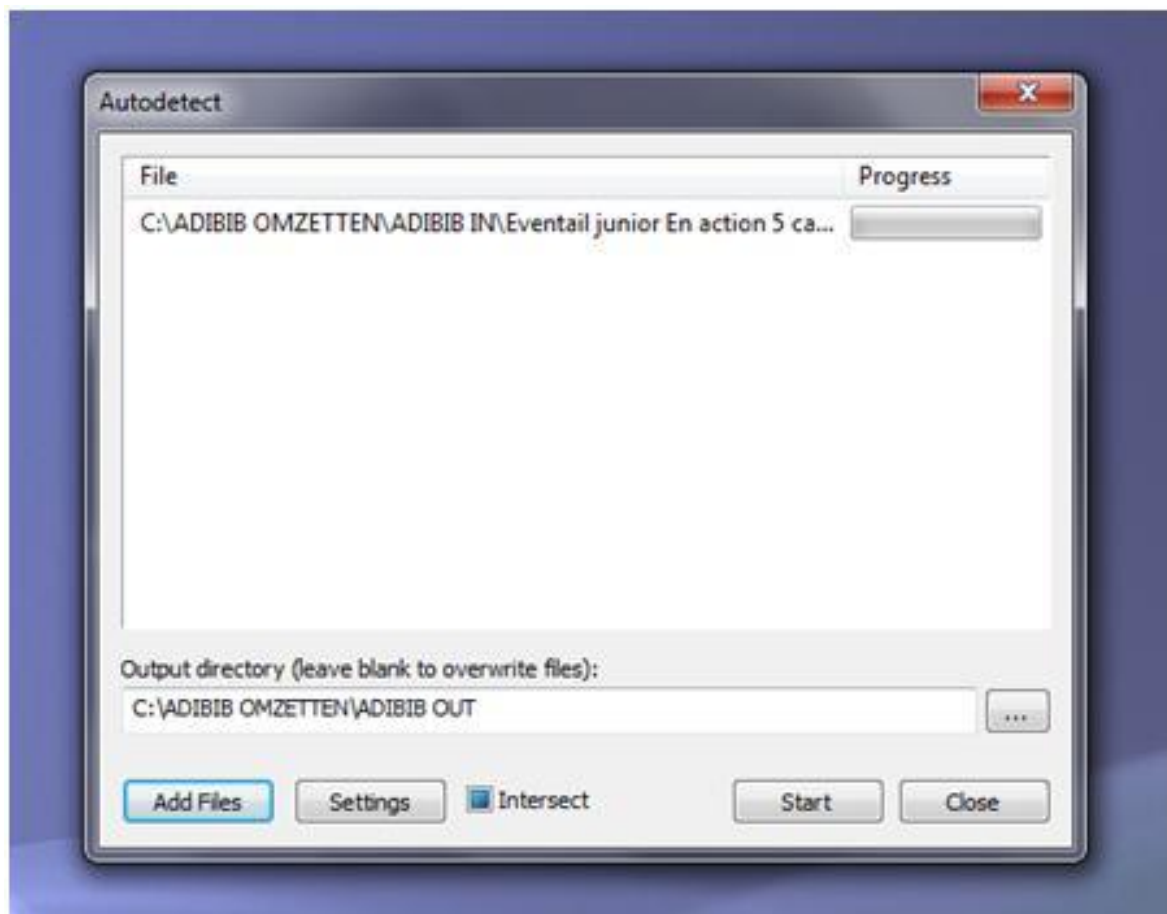 Autodetect
File Progress
C:\ADIBIB OMZETTEN\ADIBIB IN\Eventail junior En action 5 ca...
Output directory (leave blank to overwrite files):
C:\ADIBIB OMZETTEN\ADIBIB OUT
...
Add Files Settings Intersect Start Close